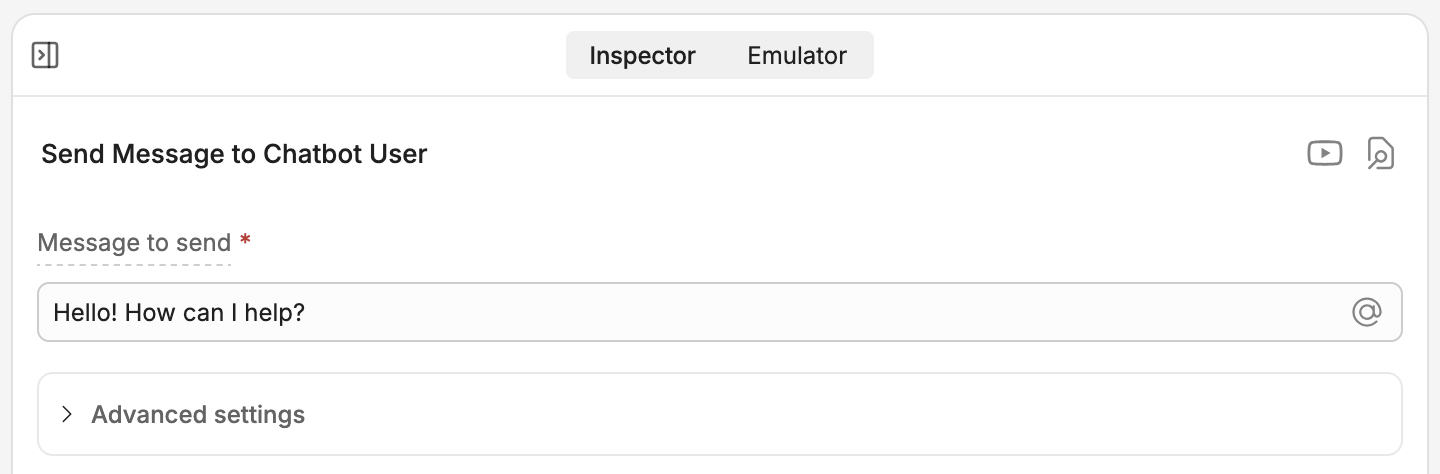 Inspector Emulator
Send Message to Chatbot User
Message to send *
Hello! How can I help?
Advanced settings